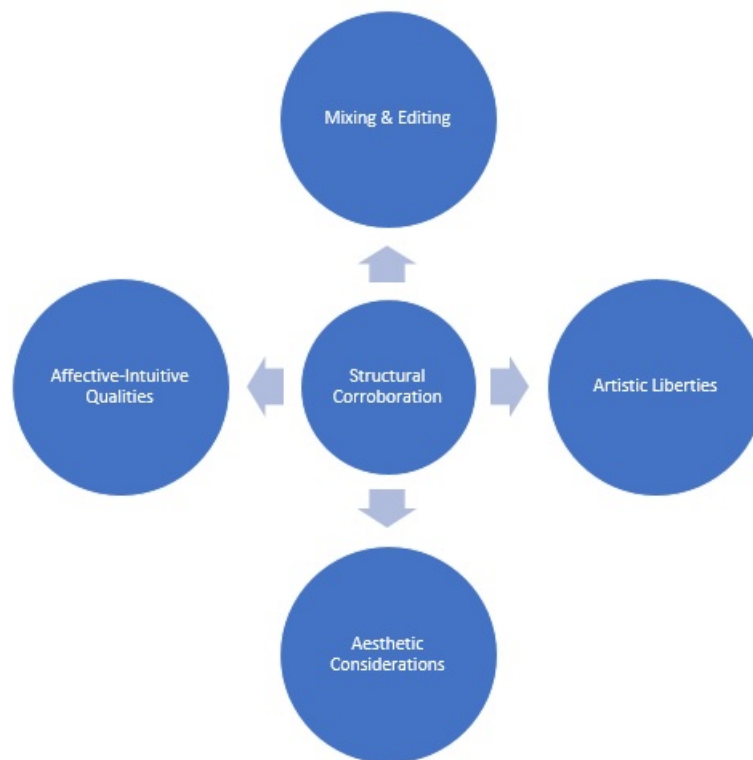 Mixing & Editing
Affective-Intuitive
Qualities
Structural
Corroboration
Artistic Liberties
Aesthetic
Considerations